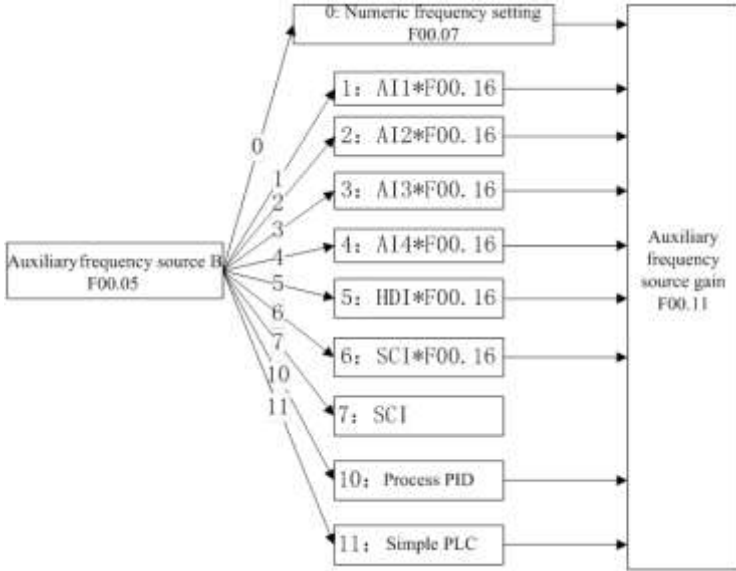 0: Numeric frequency setting
F00.07
1: AI1*F00.16
2: AI2*F00.16
3: AI3*F00.16
4: AI4*F00.16
5: HDI*F00.16
6: SCI*F00.16
7: SCI
10: Process PID
11: Simple PLC
0
1
2
3
4
5
6
7
10
11
Auxiliary frequency source B
F00.05
Auxiliary
frequency
source gain
F00.11